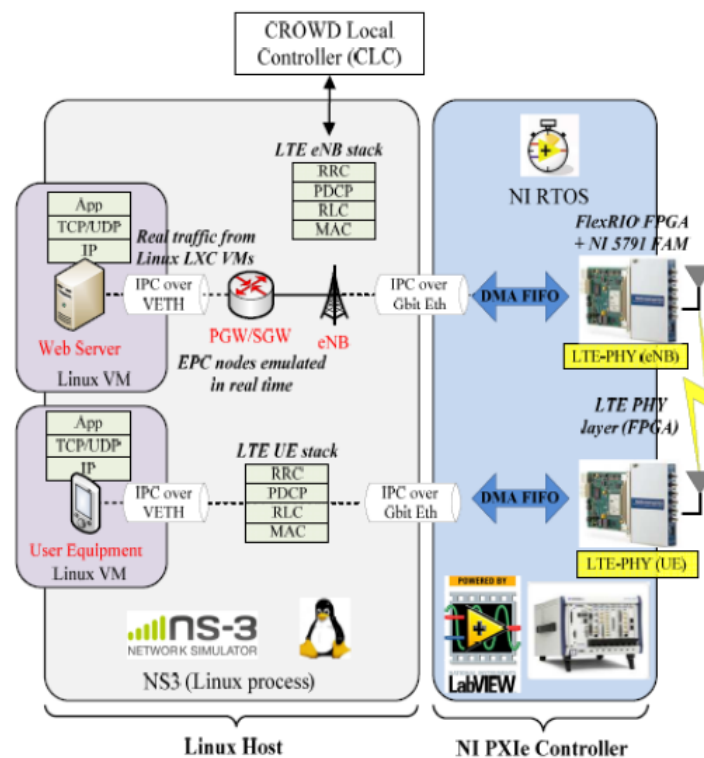 CROWD Local
Controller (CLC)
LTE eNB stack
RRC
PDCP
RLC
MAC
NI RTOS
App
TCP/UDP
IP
Real traffic from
Linux LXC VMs
FlexRIO FPGA
+ NI 5791 FAM
IPC over
VETH
IPC over
Gbit Eth
DMA FIFO
Web Server
PGW/SGW
eNB
LTE-PHY (eNB)
Linux VM
EPC nodes emulated
in real time
App
TCP/UDP
IP
LTE UE stack
RRC
PDCP
RLC
MAC
LTE PHY
layer (FPGA)
IPC over
VETH
IPC over
Gbit Eth
DMA FIFO
User Equipment
Linux VM
LTE-PHY (UE)
POWERED BY
LabVIEW
ns-3
NETWORK SIMULATOR
NS3 (Linux process)
Linux Host
NI PXIe Controller